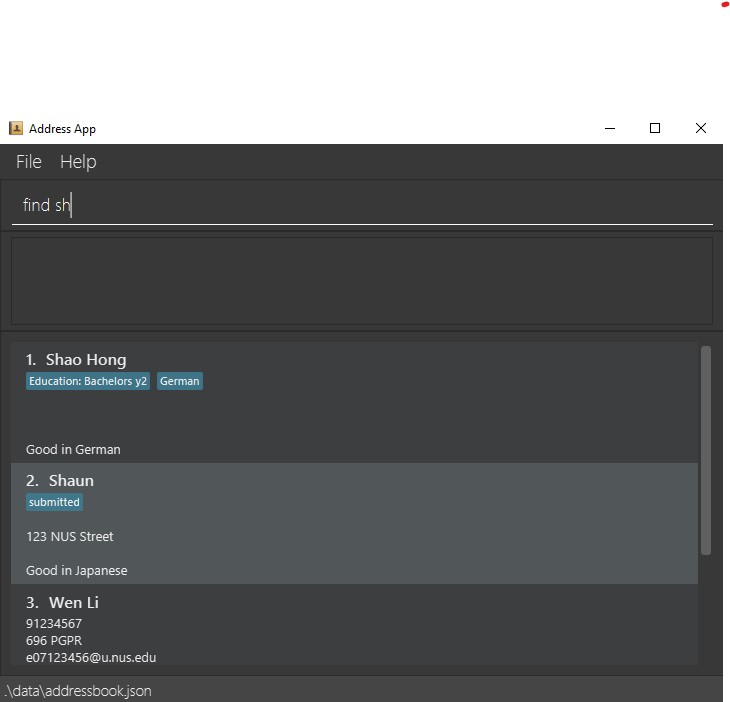 Address App
File Help
find sh
1. Shao Hong
Education: Bachelors y2 German
Good in German
2. Shaun
submitted
123 NUS Street
Good in Japanese
3. Wen Li
91234567
696 PGPR
e07123456@u.nus.edu
.\data\addressbook.json